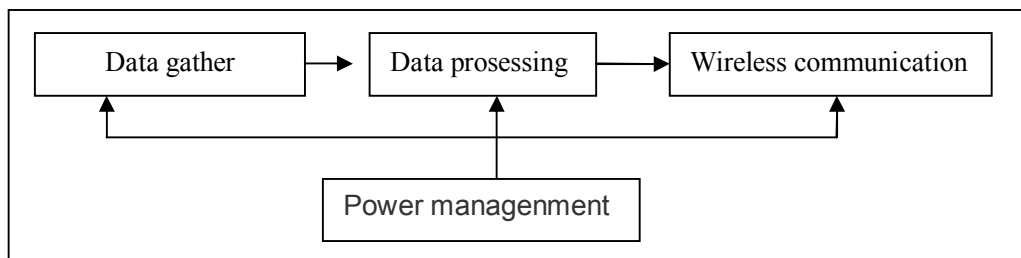 Data gather
Data prosessing
Wireless communication
Power managenment